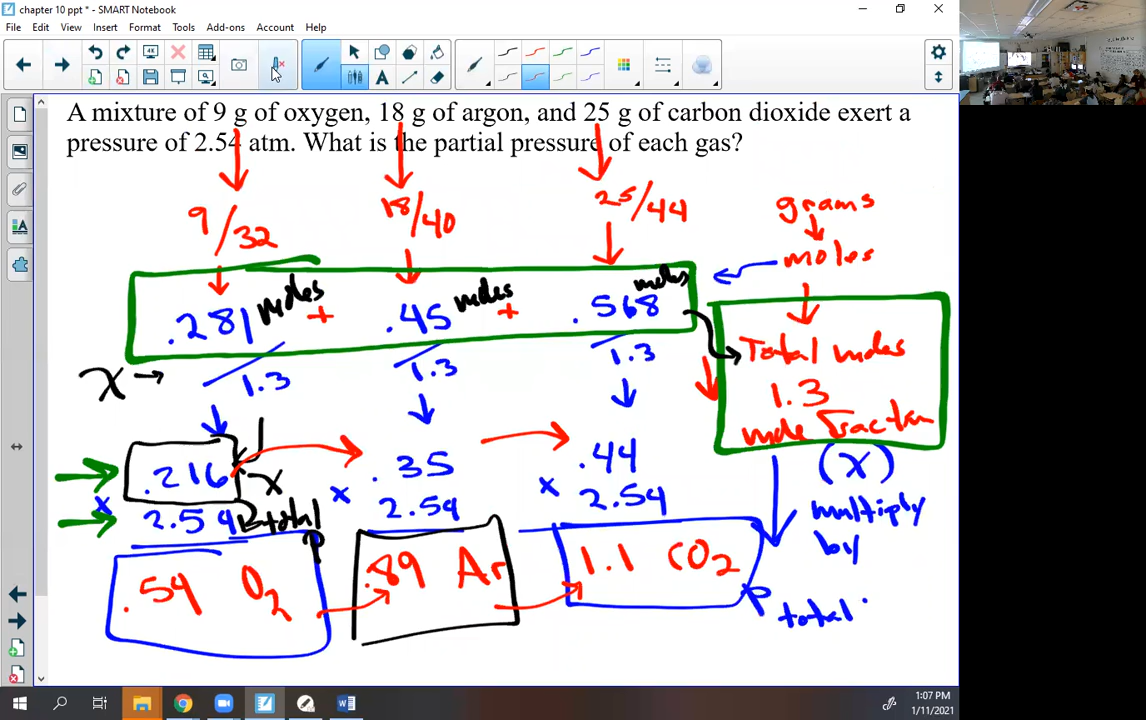 chapter 10 ppt * - SMART Notebook
File Edit View Insert Format Tools Add-ons Account
A mixture of 9 g of oxygen, 18 g of argon, and 25 g of carbon dioxide exert a
pressure of 2.54 atm. What is the partial pressure of each gas?
9/32 18/40 25/44 grams
moles
.281 moles + .45 moles + .568 moles
X → 1.3 1.3 1.3
Total moles
1.3
mole fraction
(X)
.216 X .35 .44
x 2.54 Ptotal x 2.54 x 2.54
multiply
by
P total
.54 O2 .89 Ar 1.1 CO2
1:07 PM
1/11/2021